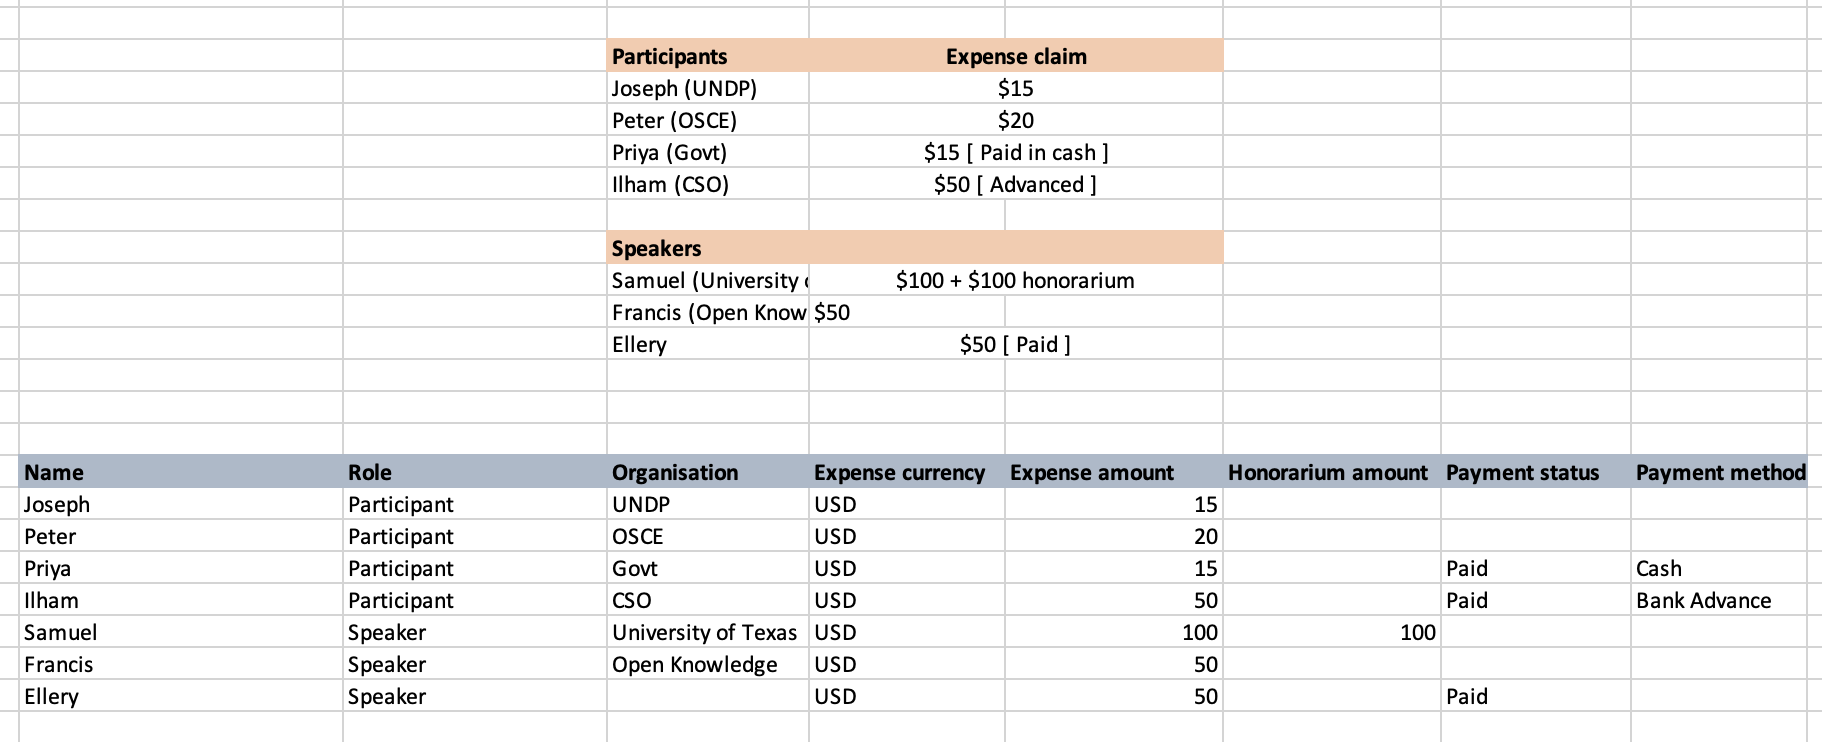 Participants Expense claim
Joseph (UNDP) $15
Peter (OSCE) $20
Priya (Govt) $15 [ Paid in cash ]
Ilham (CSO) $50 [ Advanced ]
Speakers
Samuel (University $100 + $100 honorarium
Francis (Open Know $50
Ellery $50 [ Paid ]
Name Role Organisation Expense currency Expense amount Honorarium amount Payment status Payment method
Joseph Participant UNDP USD 15
Peter Participant OSCE USD 20
Priya Participant Govt USD 15 Paid Cash
Ilham Participant CSO USD 50 Paid Bank Advance
Samuel Speaker University of Texas USD 100 100
Francis Speaker Open Knowledge USD 50
Ellery Speaker USD 50 Paid